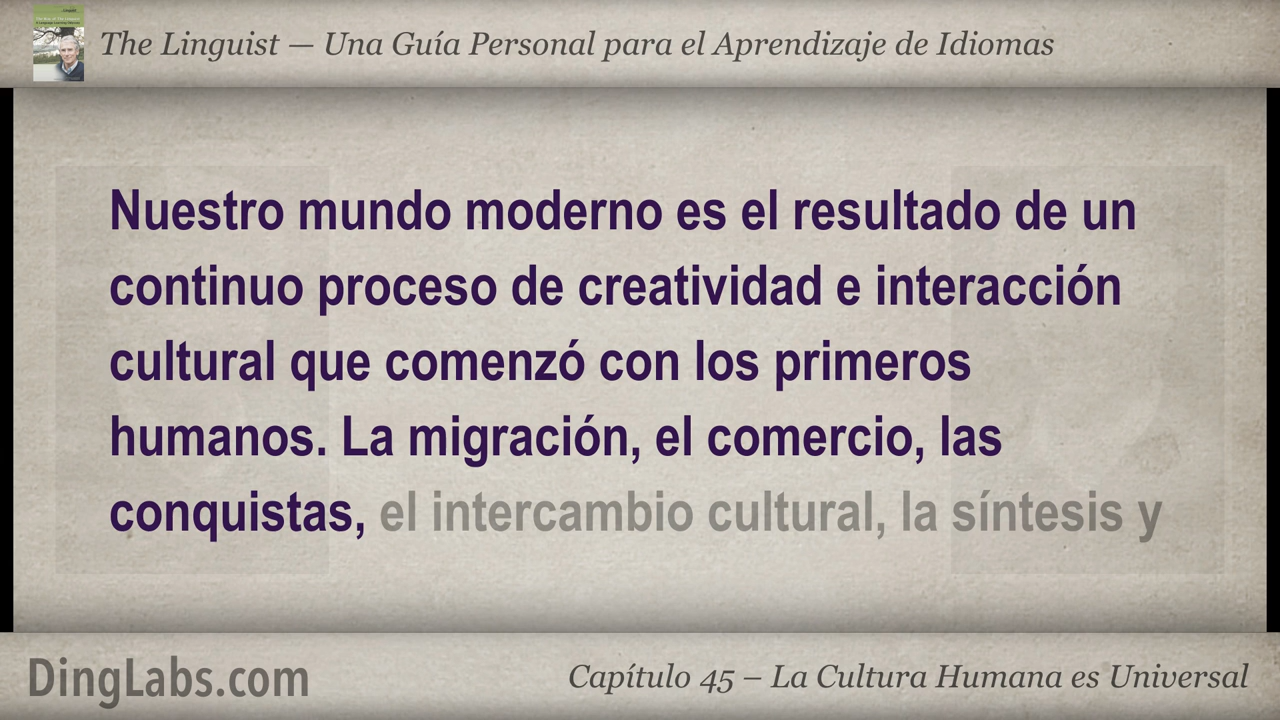 The Linguist — Una Guía Personal para el Aprendizaje de Idiomas
Nuestro mundo moderno es el resultado de un
continuo proceso de creatividad e interacción
cultural que comenzó con los primeros
humanos. La migración, el comercio, las
conquistas, el intercambio cultural, la síntesis y
DingLabs.com
Capítulo 45 – La Cultura Humana es Universal